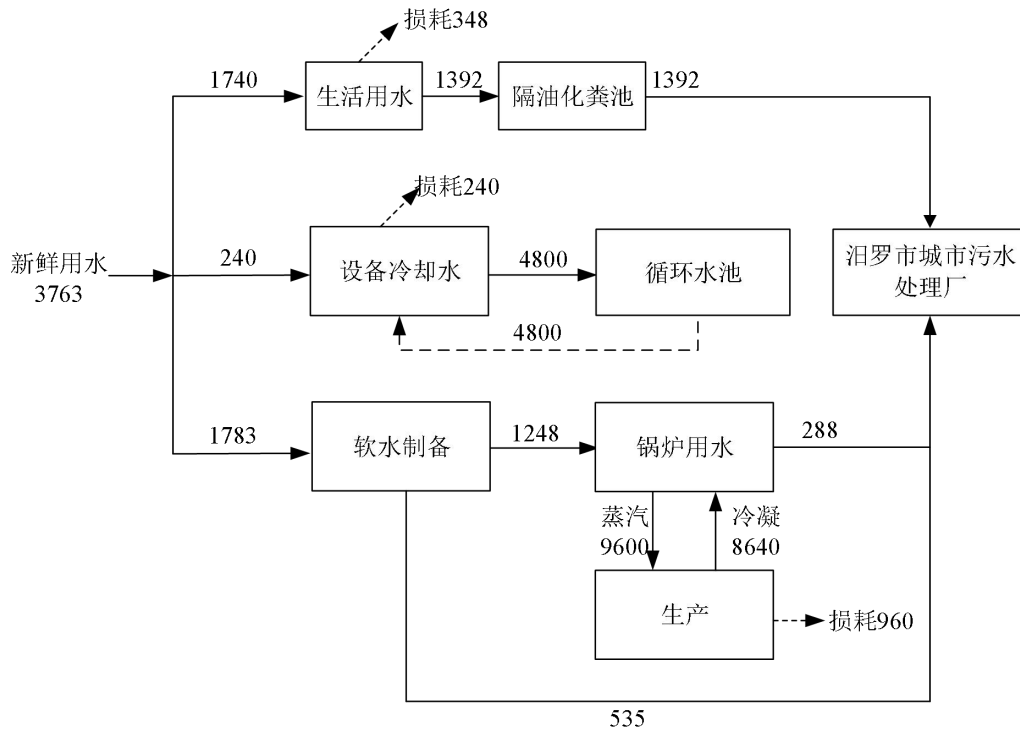 损耗348
1740
生活用水
1392
隔油化粪池
1392
损耗240
新鲜用水
3763
240
设备冷却水
4800
循环水池
汨罗市城市污水
处理厂
4800
1783
软水制备
1248
锅炉用水
288
蒸汽
9600
冷凝
8640
生产
损耗960
535